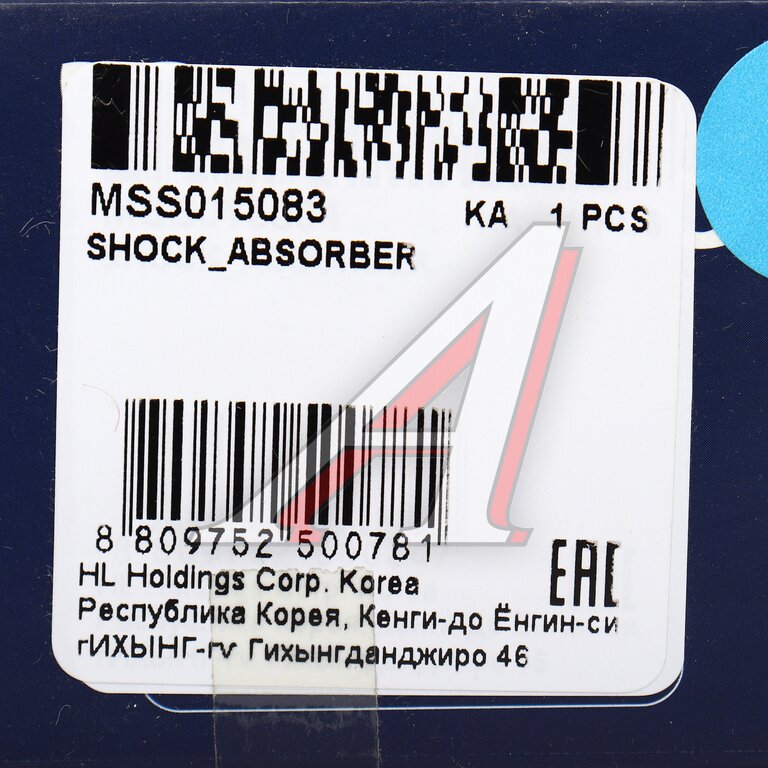 MSS015083 KA 1 PCS
SHOCK_ABSORBER
8 809752 500781
HL Holdings Corp. Korea
EAC
Республика Корея, Кенги-до Ёнгин-си
гИХЫНГ-гу Гихынгданджиро 46